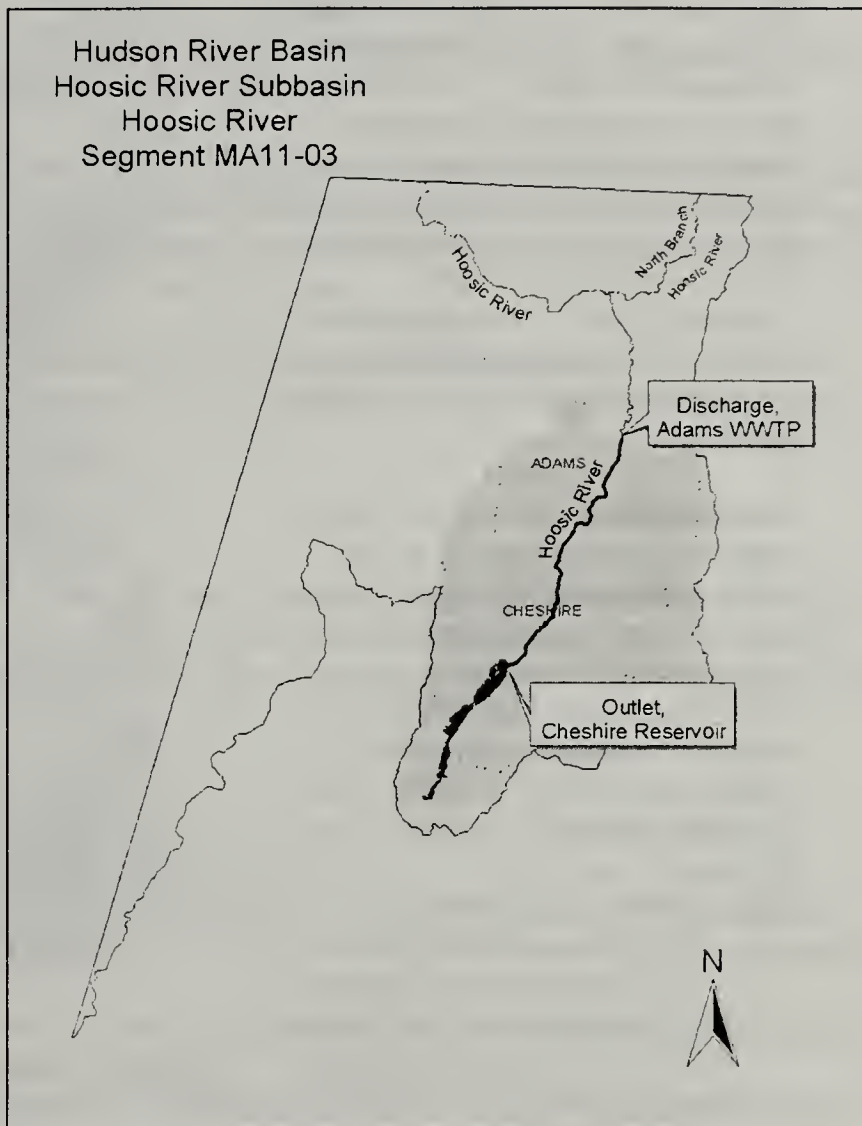 Hudson River Basin
Hoosic River Subbasin
Hoosic River
Segment MA11-03
North Branch
Hoosic River
Hoosic River
Discharge,
Adams WWTP
ADAMS
Hoosic River
CHESHIRE
Outlet,
Cheshire Reservoir
N